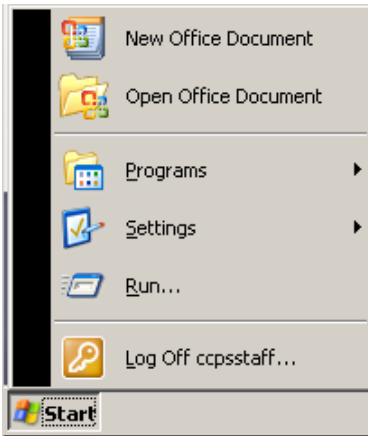 New Office Document
Open Office Document
Programs
Settings
Run...
Log Off ccpsstaff...
Start